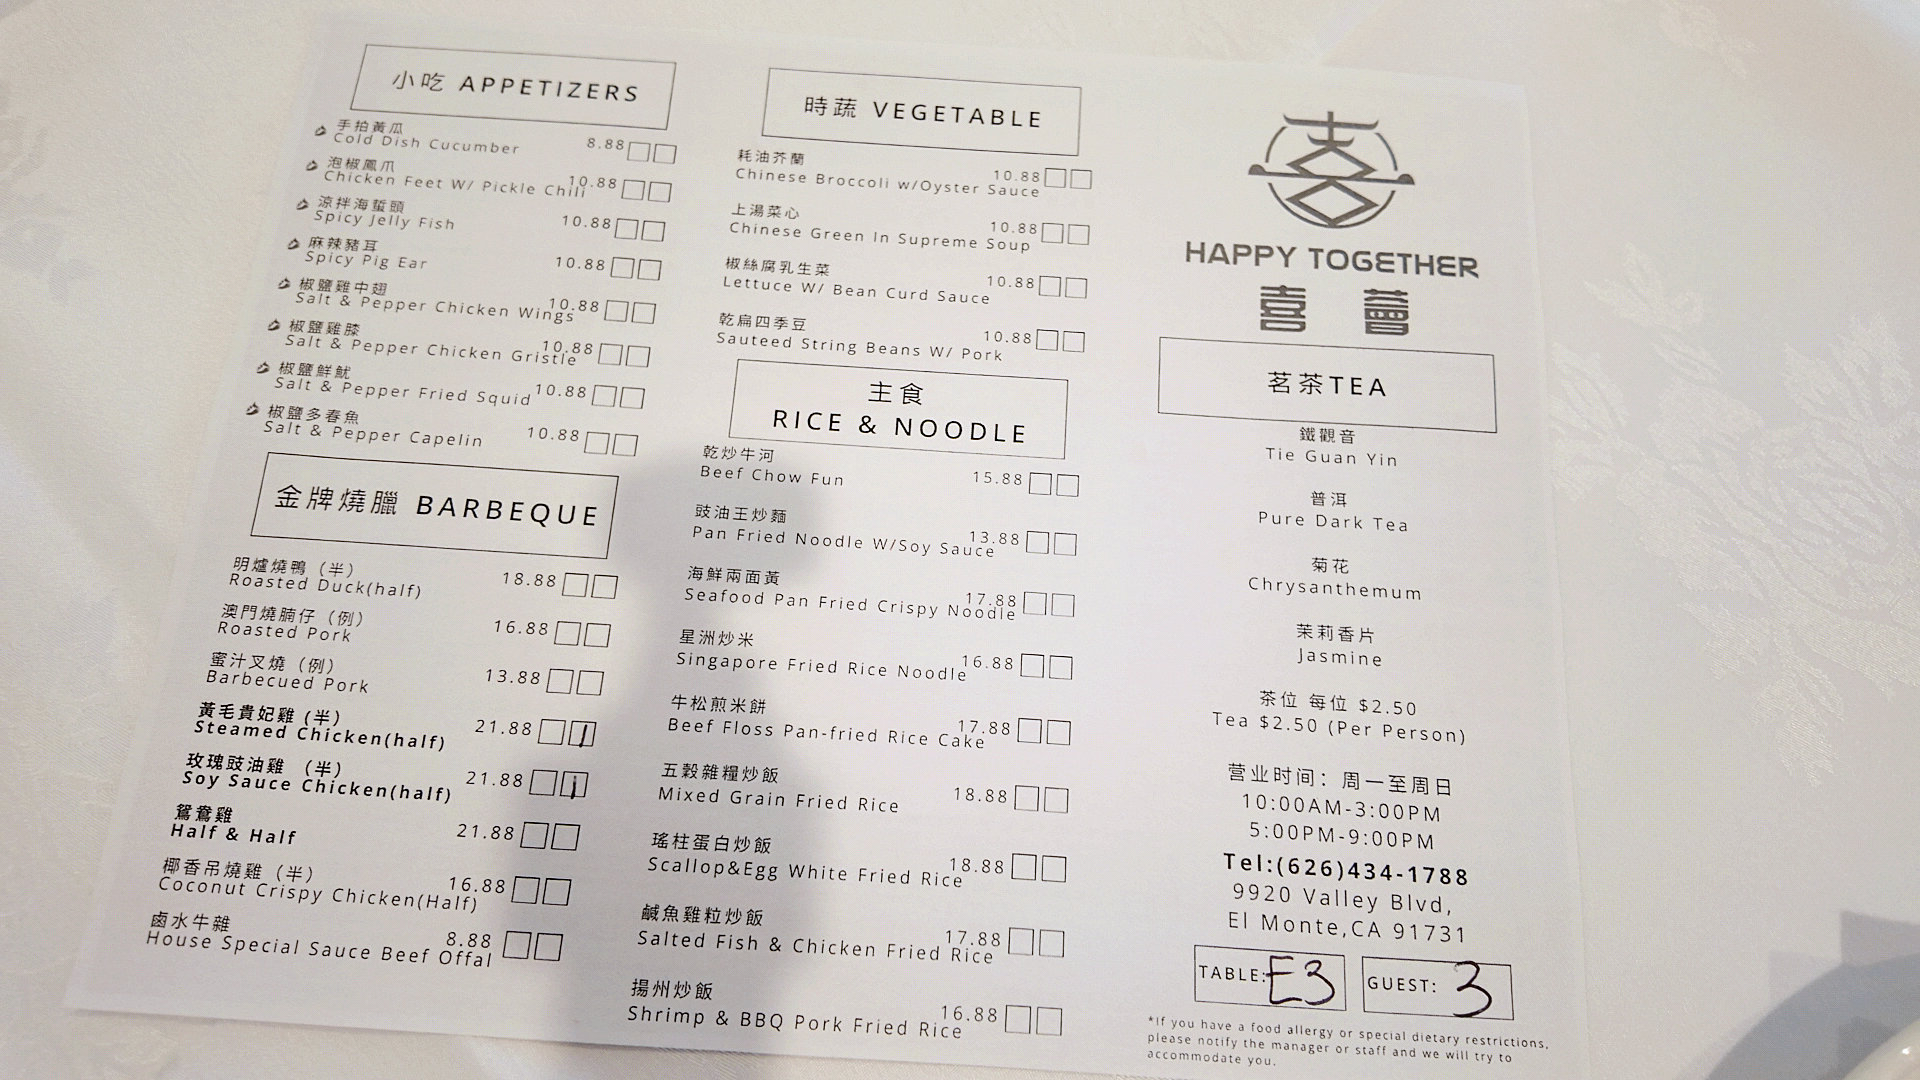 小吃 APPETIZERS
手拍黃瓜
Cold Dish Cucumber 8.88
泡椒鳳爪
Chicken Feet W/ Pickle Chili 10.88
涼拌海蜇頭
Spicy Jelly Fish 10.88
麻辣豬耳
Spicy Pig Ear 10.88
椒鹽雞中翅
Salt & Pepper Chicken Wings 10.88
椒鹽雞膝
Salt & Pepper Chicken Gristle 10.88
椒鹽鮮魷
Salt & Pepper Fried Squid 10.88
椒鹽多春魚
Salt & Pepper Capelin 10.88
金牌燒臘 BARBEQUE
明爐燒鴨（半）
Roasted Duck(half) 18.88
澳門燒腩仔（例）
Roasted Pork 16.88
蜜汁叉燒（例）
Barbecued Pork 13.88
黃毛貴妃雞（半）
Steamed Chicken(half) 21.88 1
玫瑰豉油雞 （半）
Soy Sauce Chicken(half) 21.88 1
鴛鴦雞
Half & Half 21.88
椰香吊燒雞（半）
Coconut Crispy Chicken(Half) 16.88
鹵水牛雜
House Special Sauce Beef Offal 8.88
時蔬 VEGETABLE
耗油芥蘭
Chinese Broccoli w/Oyster Sauce 10.88
上湯菜心
Chinese Green In Supreme Soup 10.88
椒絲腐乳生菜
Lettuce W/ Bean Curd Sauce 10.88
乾扁四季豆
Sauteed String Beans W/ Pork 10.88
主食
RICE & NOODLE
乾炒牛河
Beef Chow Fun 15.88
豉油王炒麵
Pan Fried Noodle W/Soy Sauce 13.88
海鮮兩面黃
Seafood Pan Fried Crispy Noodle 17.88
星洲炒米
Singapore Fried Rice Noodle 16.88
牛松煎米餅
Beef Floss Pan-fried Rice Cake 17.88
五穀雜糧炒飯
Mixed Grain Fried Rice 18.88
瑤柱蛋白炒飯
Scallop&Egg White Fried Rice 18.88
鹹魚雞粒炒飯
Salted Fish & Chicken Fried Rice 17.88
揚州炒飯
Shrimp & BBQ Pork Fried Rice 16.88
HAPPY TOGETHER
喜薈
茗茶TEA
鐵觀音
Tie Guan Yin
普洱
Pure Dark Tea
菊花
Chrysanthemum
茉莉香片
Jasmine
茶位 每位 $2.50
Tea $2.50 (Per Person)
营业时间：周一至周日
10:00AM-3:00PM
5:00PM-9:00PM
Tel:(626)434-1788
9920 Valley Blvd,
El Monte,CA 91731
TABLE: E3 GUEST: 3
*If you have a food allergy or special dietary restrictions,
please notify the manager or staff and we will try to
accommodate you.